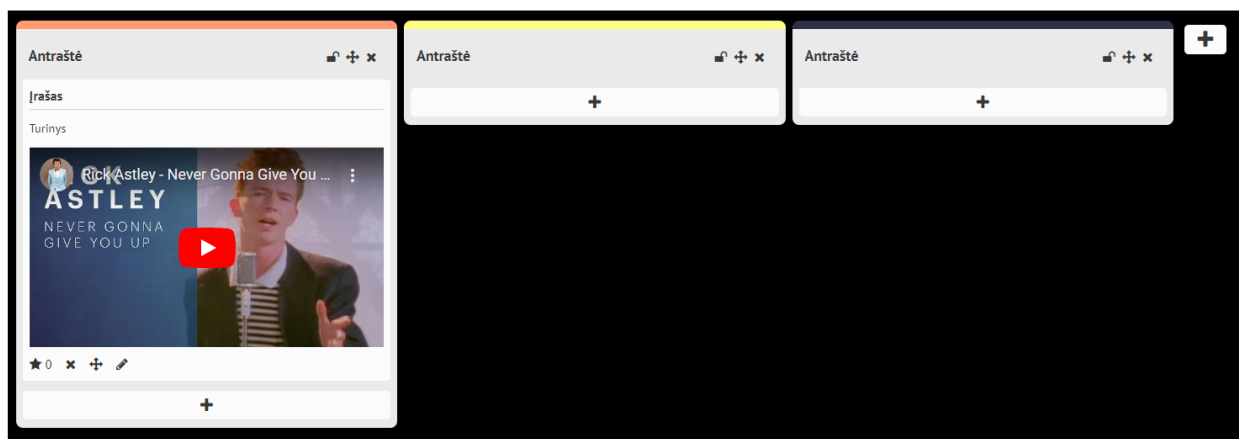 Antraštė
Įrašas
Turinys
Rick Astley - Never Gonna Give You ...
ASTLEY
NEVER GONNA
GIVE YOU UP
0
Antraštė
Antraštė